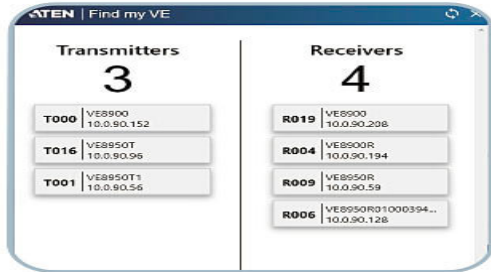 ATEN | Find my VE
Transmitters
3
T000 VE8900
10.0.90.152
T016 VE8950T
10.0.90.96
T001 VE8950T1
10.0.90.56
Receivers
4
R019 VE8900
10.0.90.208
R004 VE8900R
10.0.90.194
R009 VE8950R
10.0.90.59
R006 VE8950R01000394...
10.0.90.128